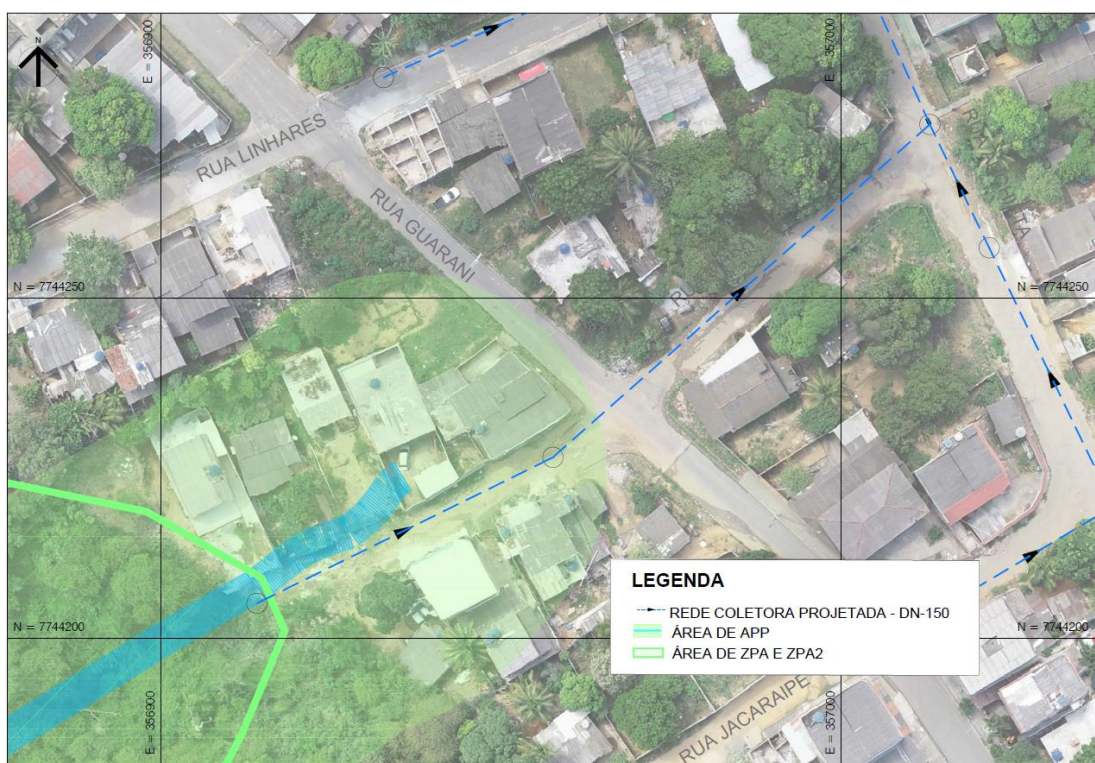 N
E = 356900
E = 357000
RUA LINHARES
RUA GUARANI
N = 7744250
N = 7744250
LEGENDA
REDE COLETORA PROJETADA - DN-150
ÁREA DE APP
ÁREA DE ZPA E ZPA2
N = 7744200
N = 7744200
E = 356900
E = 357000
RUA JACARAIPE